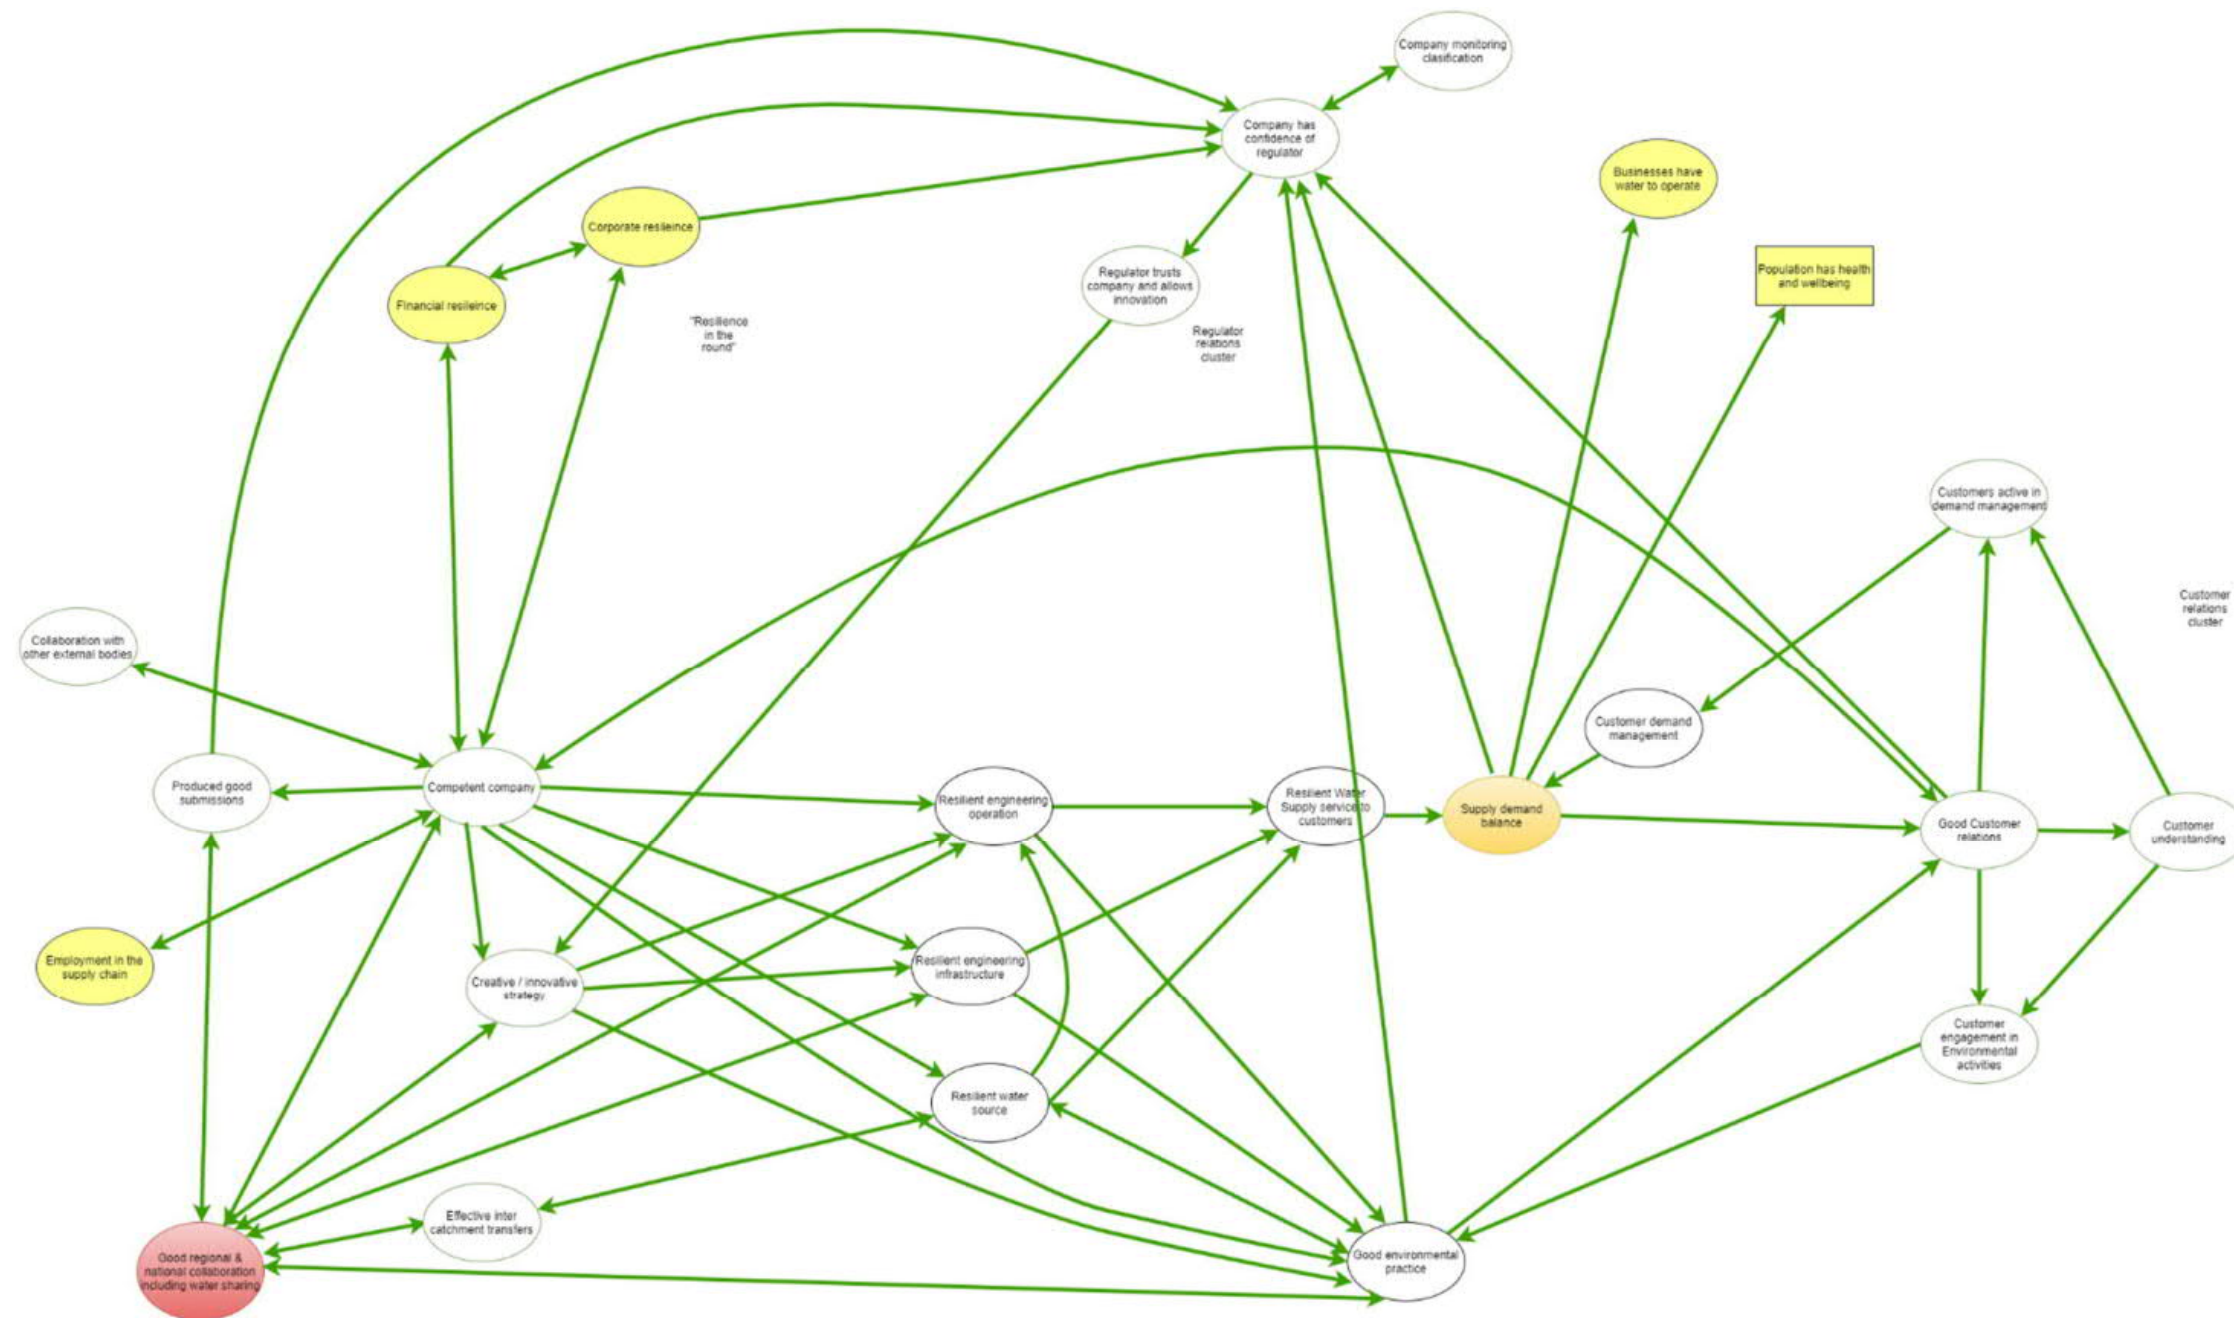 Company monitoring
clasification
Company has
confidence of
regulator
Businesses have
water to operate
Corporate resileince
Population has health
and wellbeing
Regulator trusts
company and allows
innovation
Financial resileince
"Resilience
in the
round"
Regulator
relations
cluster
Customers active in
demand management
Customer
relations
cluster
Collaboration with
other external bodies
Customer demand
management
Produced good
submissions
Competent company
Resilient engineering
operation
Resilient Water
Supply service to
customers
Supply demand
balance
Good Customer
relations
Customer
understanding
Employment in the
supply chain
Creative / innovative
strategy
Resilient engineering
infrastructure
Customer
engagement in
Environmental
activities
Resilient water
source
Effective inter
catchment transfers
Good regional &
national collaboration
including water sharing
Good environmental
practice